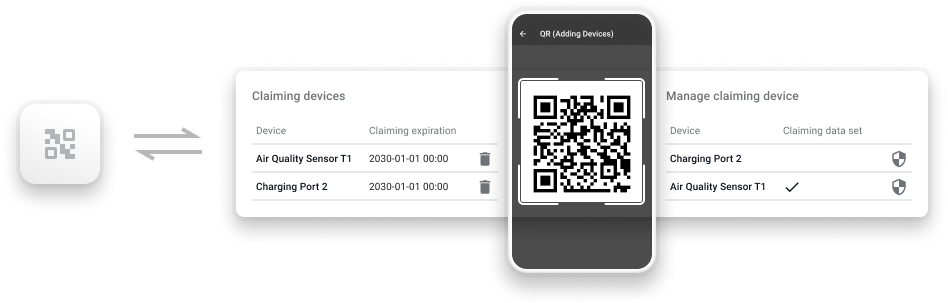 QR (Adding Devices)
Claiming devices
Device Claiming expiration
Air Quality Sensor T1 2030-01-01 00:00
Charging Port 2 2030-01-01 00:00
Manage claiming device
Device Claiming data set
Charging Port 2
Air Quality Sensor T1